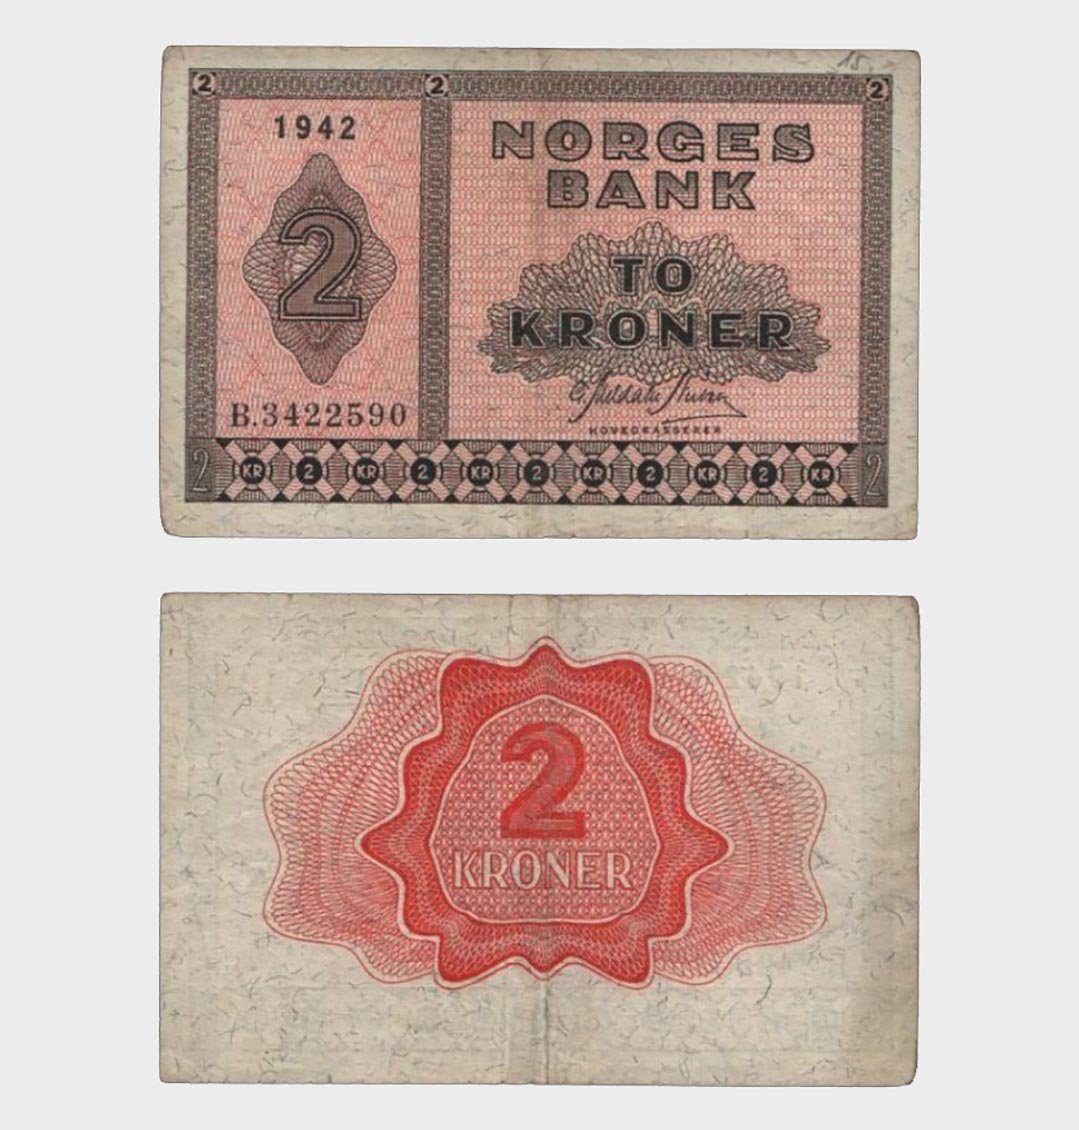 15
2 2 2
1942
2
B.3422590
NORGES
BANK
TO
KRONER
HOVEDKASSERER
2 KR 2 KR 2 KR 2 KR 2 KR 2 KR 2
2
KRONER